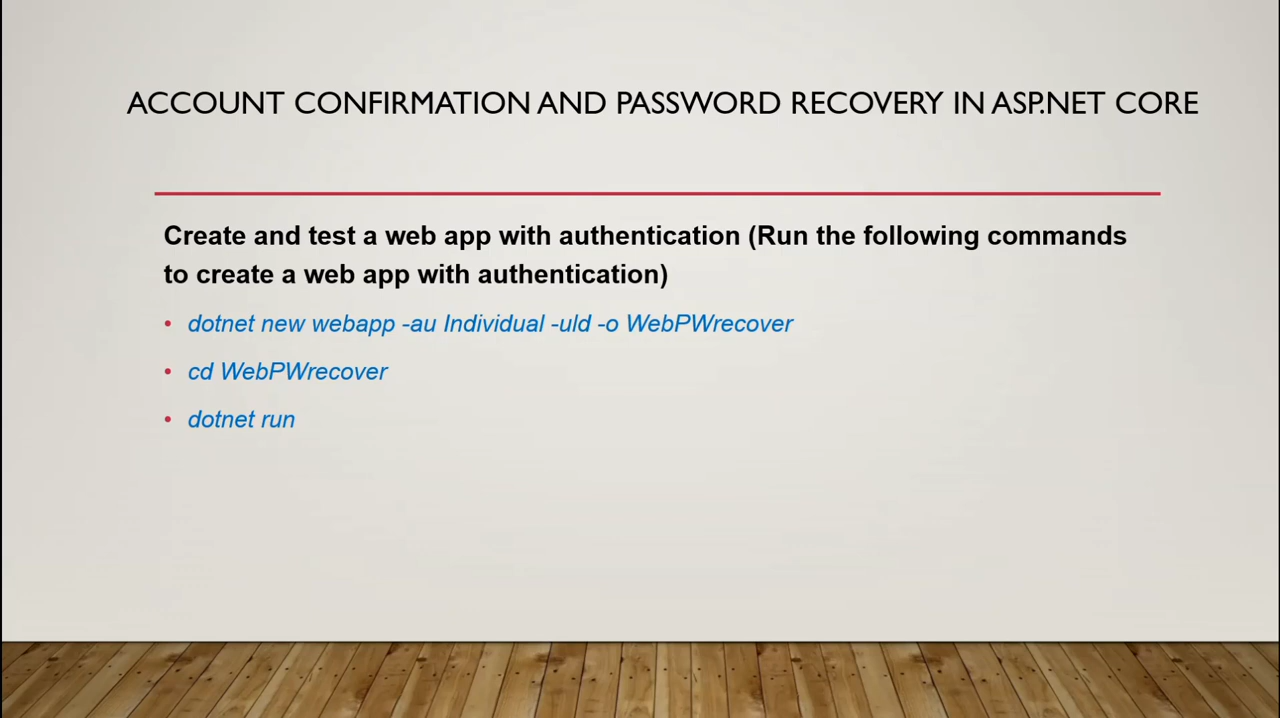 ACCOUNT CONFIRMATION AND PASSWORD RECOVERY IN ASP.NET CORE
Create and test a web app with authentication (Run the following commands
to create a web app with authentication)
• dotnet new webapp -au Individual -uld -o WebPWrecover
• cd WebPWrecover
• dotnet run